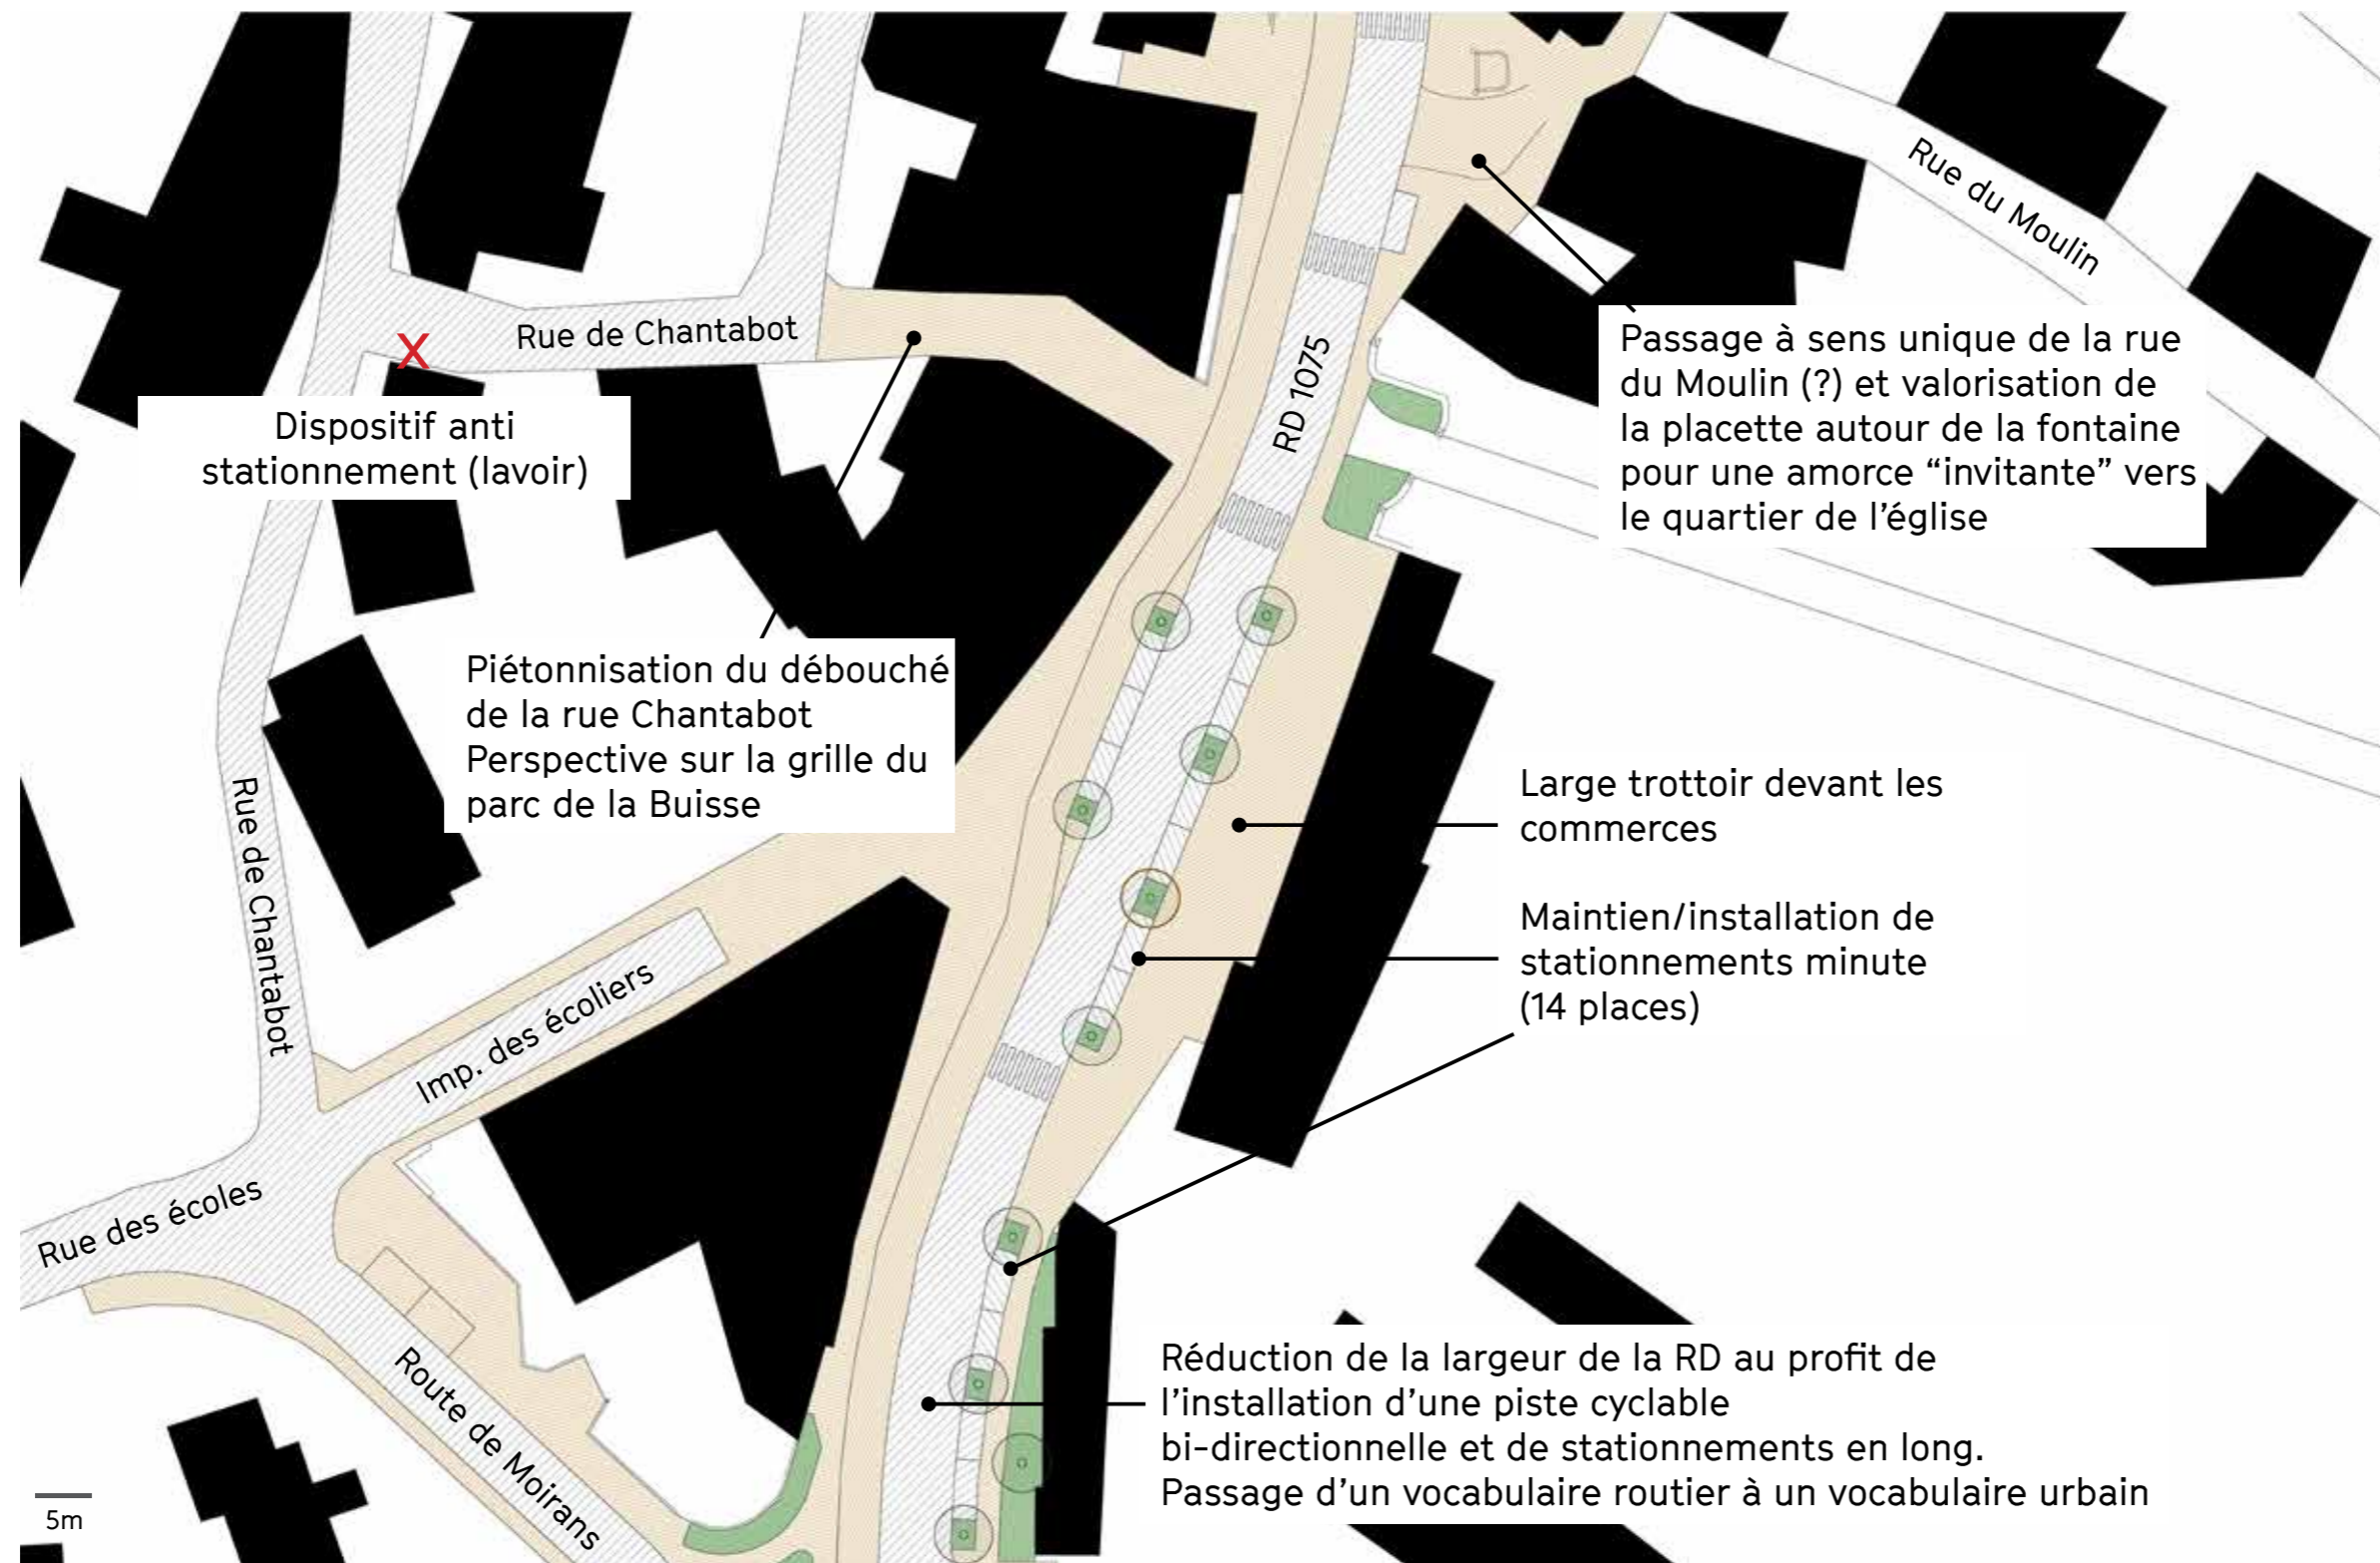 Rue du Moulin
Rue de Chantabot
RD 1075
X
Passage à sens unique de la rue
du Moulin (?) et valorisation de
la placette autour de la fontaine
pour une amorce “invitante” vers
le quartier de l’église
Dispositif anti
stationnement (lavoir)
Piétonnisation du débouché
de la rue Chantabot
Perspective sur la grille du
parc de la Buisse
Large trottoir devant les
commerces
Rue de Chantabot
Maintien/installation de
stationnements minute
(14 places)
Imp. des écoliers
Rue des écoles
Route de Moirans
Réduction de la largeur de la RD au profit de
l’installation d’une piste cyclable
bi-directionnelle et de stationnements en long.
Passage d’un vocabulaire routier à un vocabulaire urbain
5m